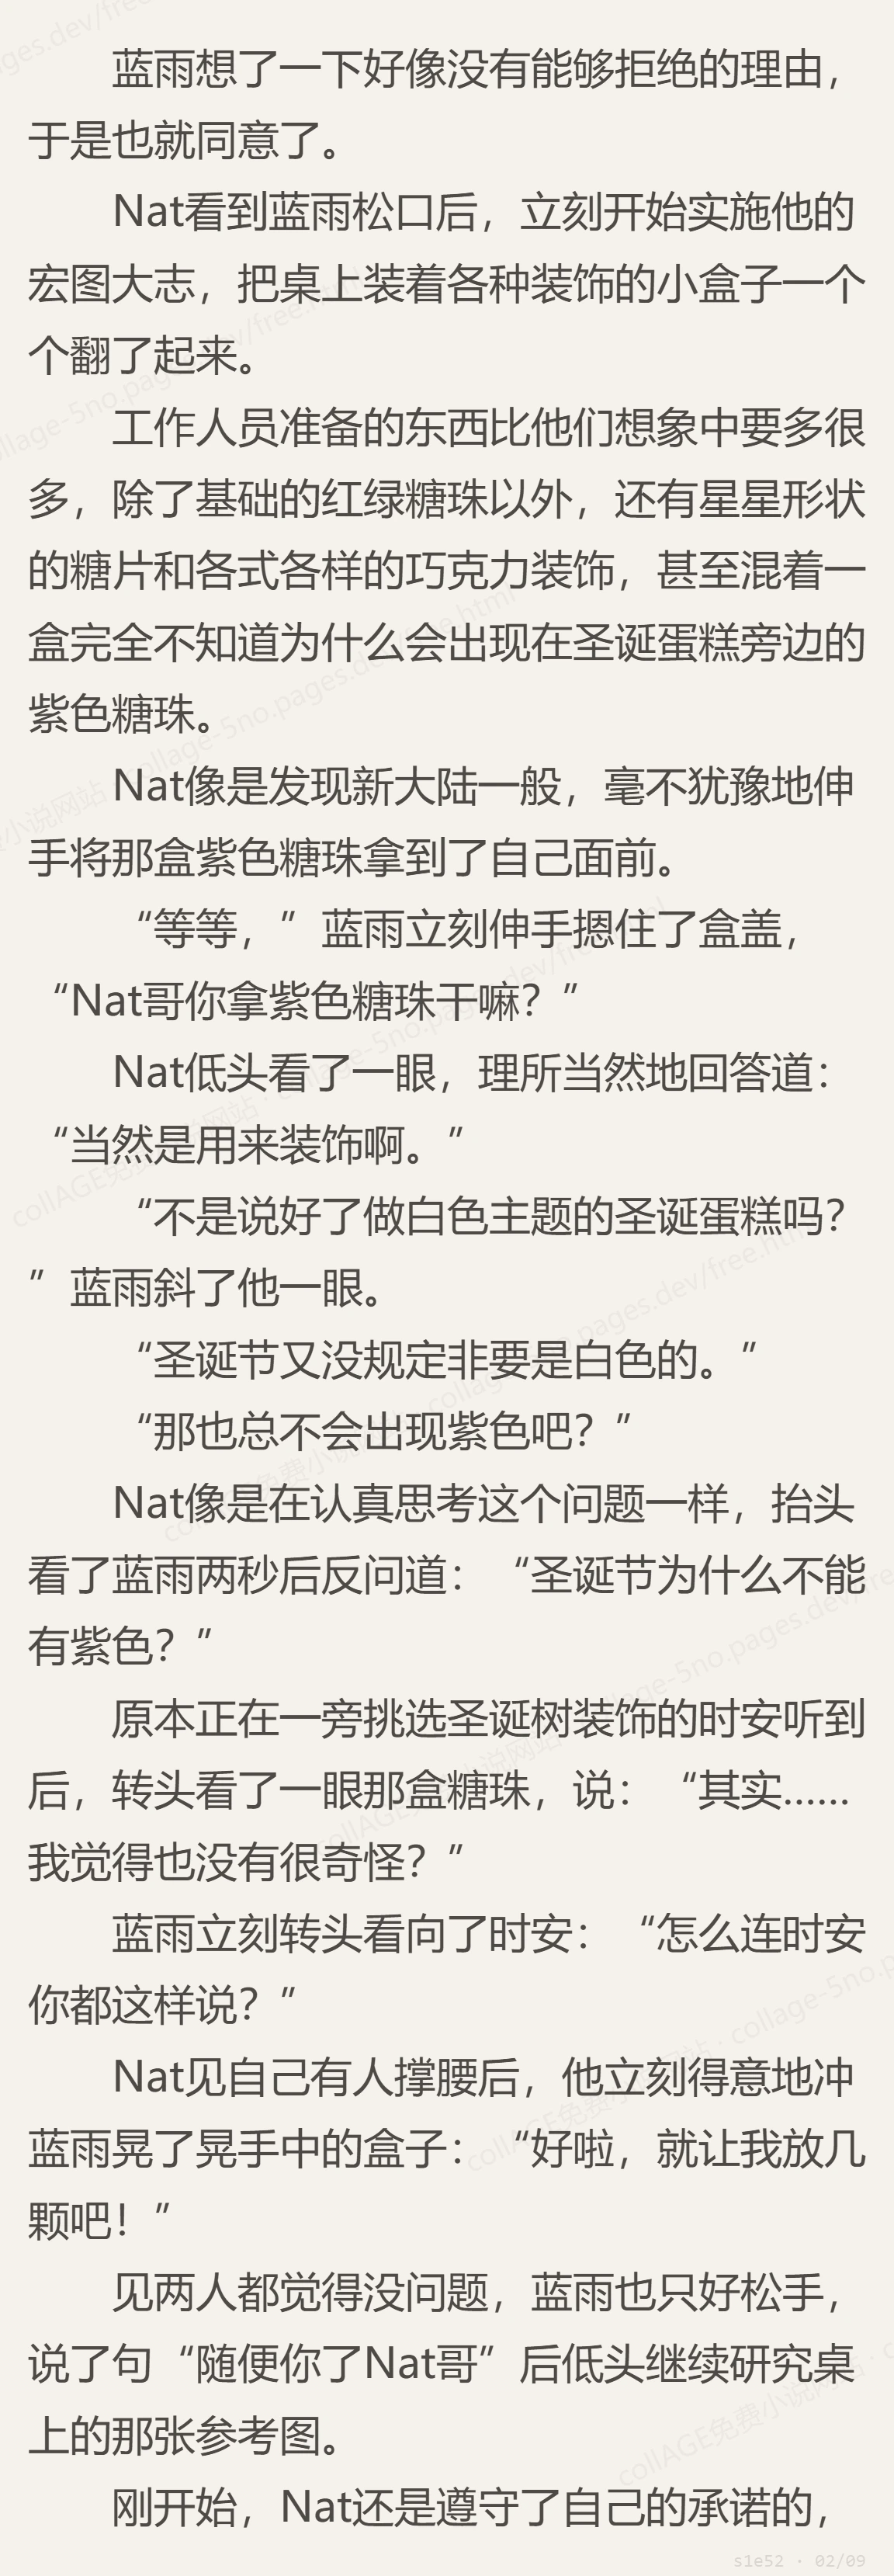 蓝雨想了一下好像没有能够拒绝的理由，
于是也就同意了。
Nat看到蓝雨松口后，立刻开始实施他的
宏图大志，把桌上装着各种装饰的小盒子一个
个翻了起来。
工作人员准备的东西比他们想象中要多很
多，除了基础的红绿糖珠以外，还有星星形状
的糖片和各式各样的巧克力装饰，甚至混着一
盒完全不知道为什么会出现在圣诞蛋糕旁边的
紫色糖珠。
Nat像是发现新大陆一般，毫不犹豫地伸
手将那盒紫色糖珠拿到了自己面前。
“等等，”蓝雨立刻伸手摁住了盒盖，
“Nat哥你拿紫色糖珠干嘛？”
Nat低头看了一眼，理所当然地回答道：
“当然是用来装饰啊。”
“不是说好了做白色主题的圣诞蛋糕吗？
”蓝雨斜了他一眼。
“圣诞节又没规定非要是白色的。”
“那也总不会出现紫色吧？”
Nat像是在认真思考这个问题一样，抬头
看了蓝雨两秒后反问道：“圣诞节为什么不能
有紫色？”
原本正在一旁挑选圣诞树装饰的时安听到
后，转头看了一眼那盒糖珠，说：“其实……
我觉得也没有很奇怪？”
蓝雨立刻转头看向了时安：“怎么连时安
你都这样说？”
Nat见自己有人撑腰后，他立刻得意地冲
蓝雨晃了晃手中的盒子：“好啦，就让我放几
颗吧！”
见两人都觉得没问题，蓝雨也只好松手，
说了句“随便你了Nat哥”后低头继续研究桌
上的那张参考图。
刚开始，Nat还是遵守了自己的承诺的，
s1e52 · 02/09
collAGE免费小说网站 · collage-5no.pages.dev/free.html